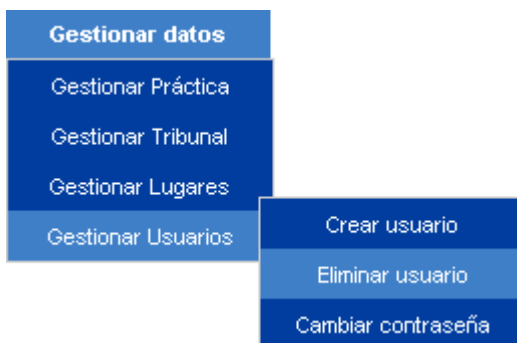 Gestionar datos
Gestionar Práctica
Gestionar Tribunal
Gestionar Lugares
Gestionar Usuarios
Crear usuario
Eliminar usuario
Cambiar contraseña